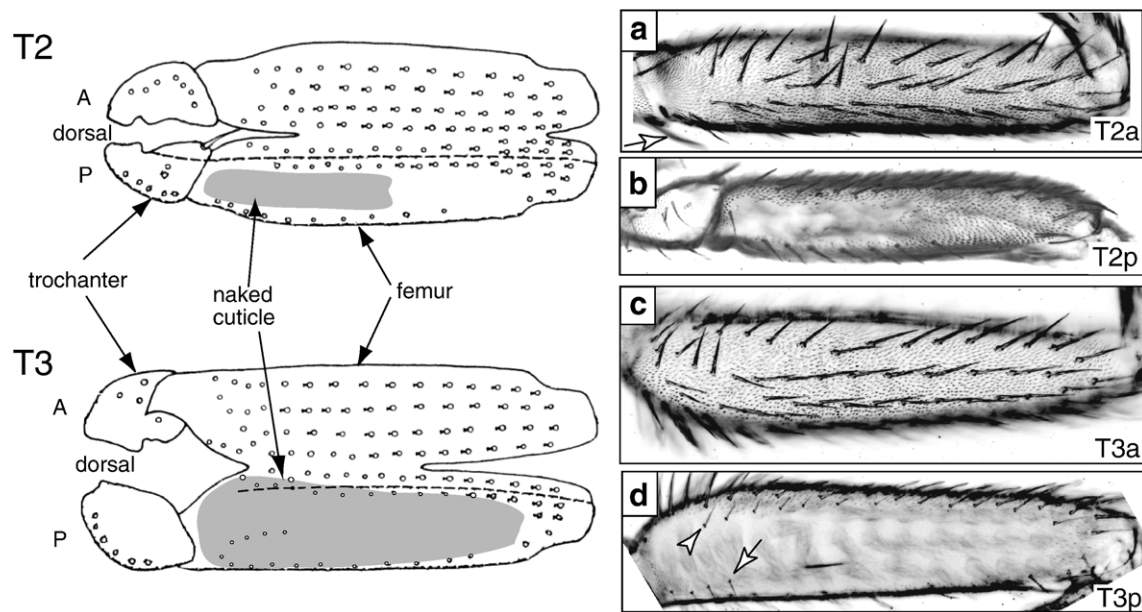 T2
A
dorsal
P
trochanter
naked
cuticle
femur
T3
A
dorsal
P
a
T2a
b
T2p
c
T3a
d
T3p